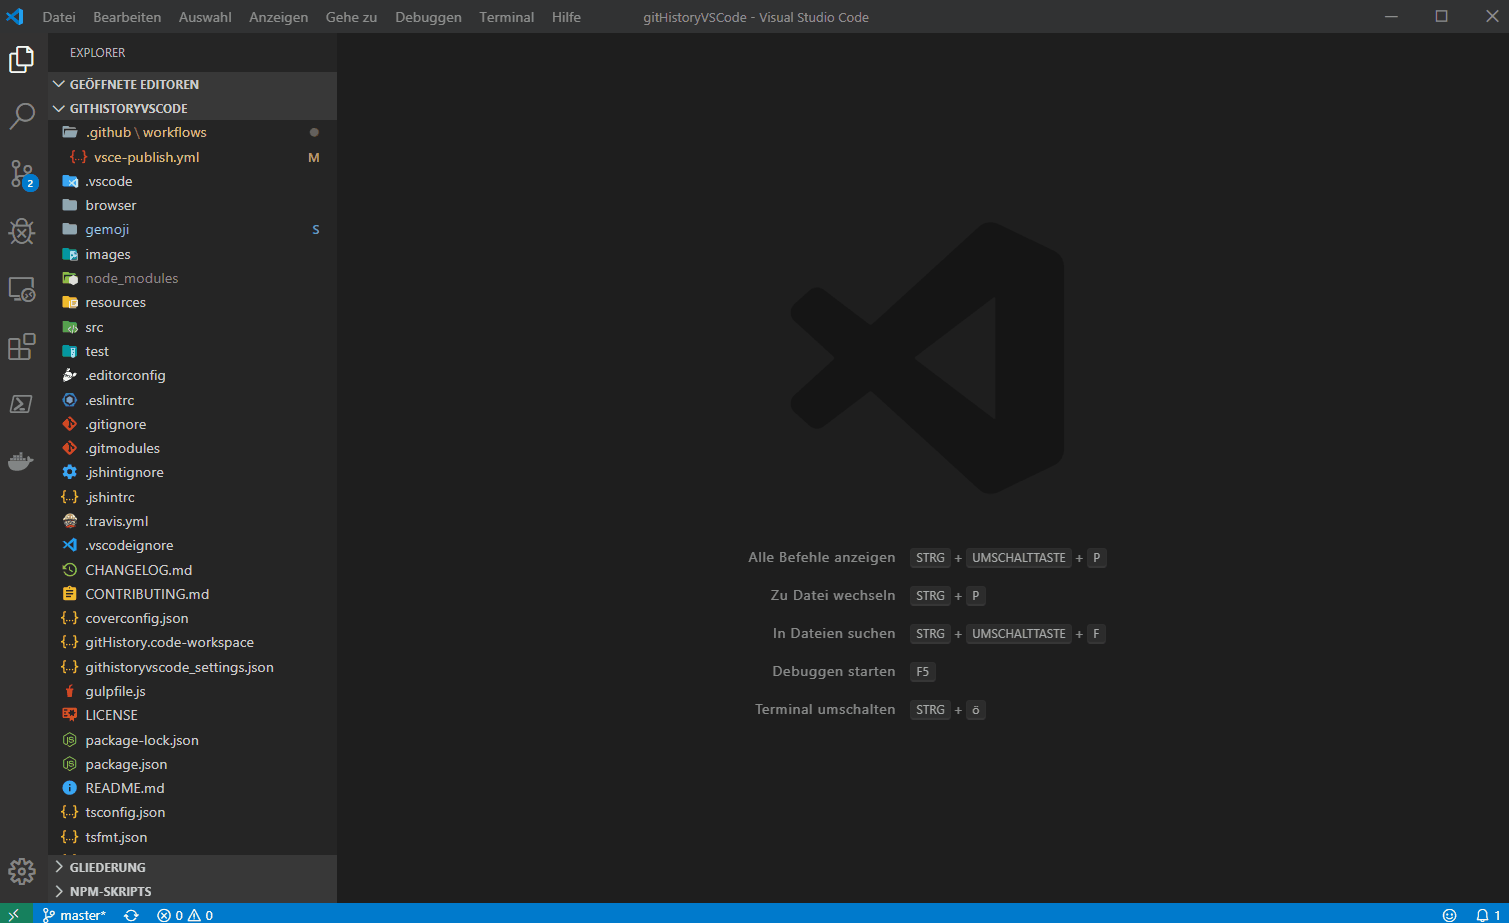 Datei Bearbeiten Auswahl Anzeigen Gehe zu Debuggen Terminal Hilfe gitHistoryVSCode - Visual Studio Code
EXPLORER
GEÖFFNETE EDITOREN
GITHISTORYVSCODE
.github \ workflows
{..} vsce-publish.yml M
2
.vscode
browser
gemoji S
images
node_modules
resources
src
test
.editorconfig
.eslintrc
.gitignore
.gitmodules
.jshintignore
{..} .jshintrc
.travis.yml
.vscodeignore
CHANGELOG.md
CONTRIBUTING.md
{..} coverconfig.json
{..} gitHistory.code-workspace
{..} githistoryvscode_settings.json
gulpfile.js
LICENSE
package-lock.json
package.json
README.md
{..} tsconfig.json
{..} tsfmt.json
GLIEDERUNG
NPM-SKRIPTS
Alle Befehle anzeigen STRG + UMSCHALTTASTE + P
Zu Datei wechseln STRG + P
In Dateien suchen STRG + UMSCHALTTASTE + F
Debuggen starten F5
Terminal umschalten STRG + ö
master* 0 0 1